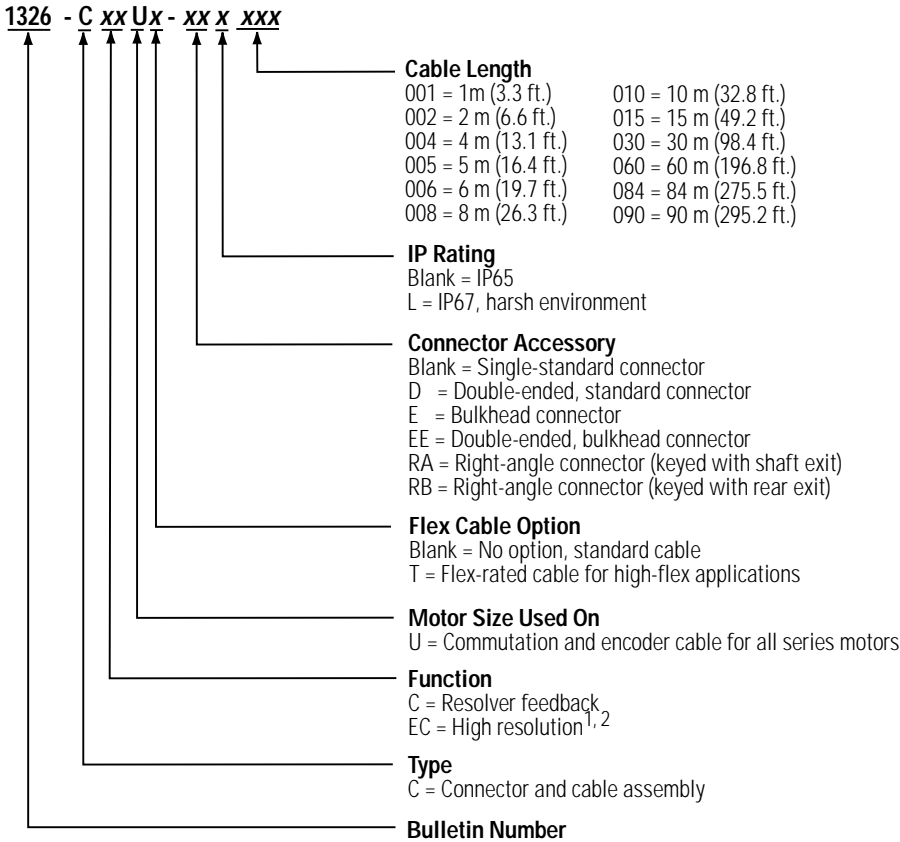 1326 - C xx U x - xx x xxx
Cable Length
001 = 1m (3.3 ft.)
002 = 2 m (6.6 ft.)
004 = 4 m (13.1 ft.)
005 = 5 m (16.4 ft.)
006 = 6 m (19.7 ft.)
008 = 8 m (26.3 ft.)
010 = 10 m (32.8 ft.)
015 = 15 m (49.2 ft.)
030 = 30 m (98.4 ft.)
060 = 60 m (196.8 ft.)
084 = 84 m (275.5 ft.)
090 = 90 m (295.2 ft.)
IP Rating
Blank = IP65
L = IP67, harsh environment
Connector Accessory
Blank = Single-standard connector
D = Double-ended, standard connector
E = Bulkhead connector
EE = Double-ended, bulkhead connector
RA = Right-angle connector (keyed with shaft exit)
RB = Right-angle connector (keyed with rear exit)
Flex Cable Option
Blank = No option, standard cable
T = Flex-rated cable for high-flex applications
Motor Size Used On
U = Commutation and encoder cable for all series motors
Function
C = Resolver feedback
EC = High resolution1, 2
Type
C = Connector and cable assembly
Bulletin Number